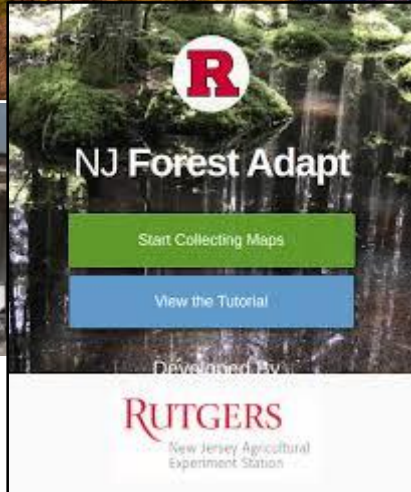 R
NJ Forest Adapt
Start Collecting Maps
View the Tutorial
Developed By
RUTGERS
New Jersey Agricultural
Experiment Station